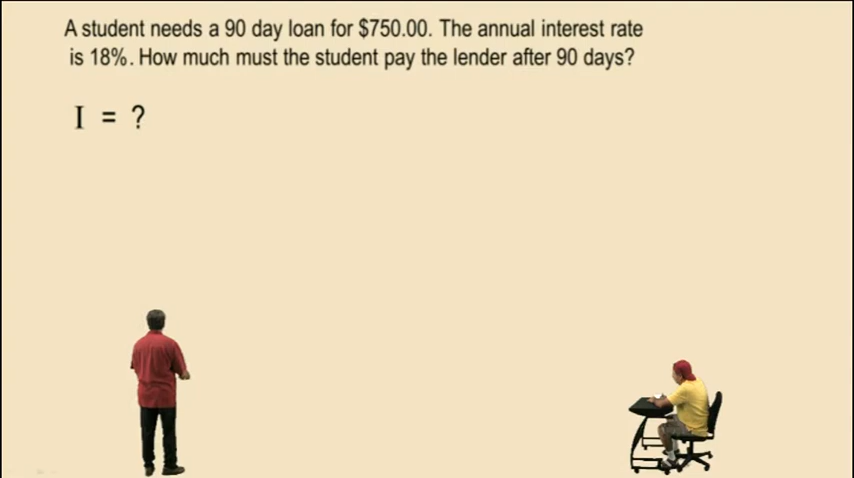 A student needs a 90 day loan for $750.00. The annual interest rate
is 18%. How much must the student pay the lender after 90 days?
I = ?